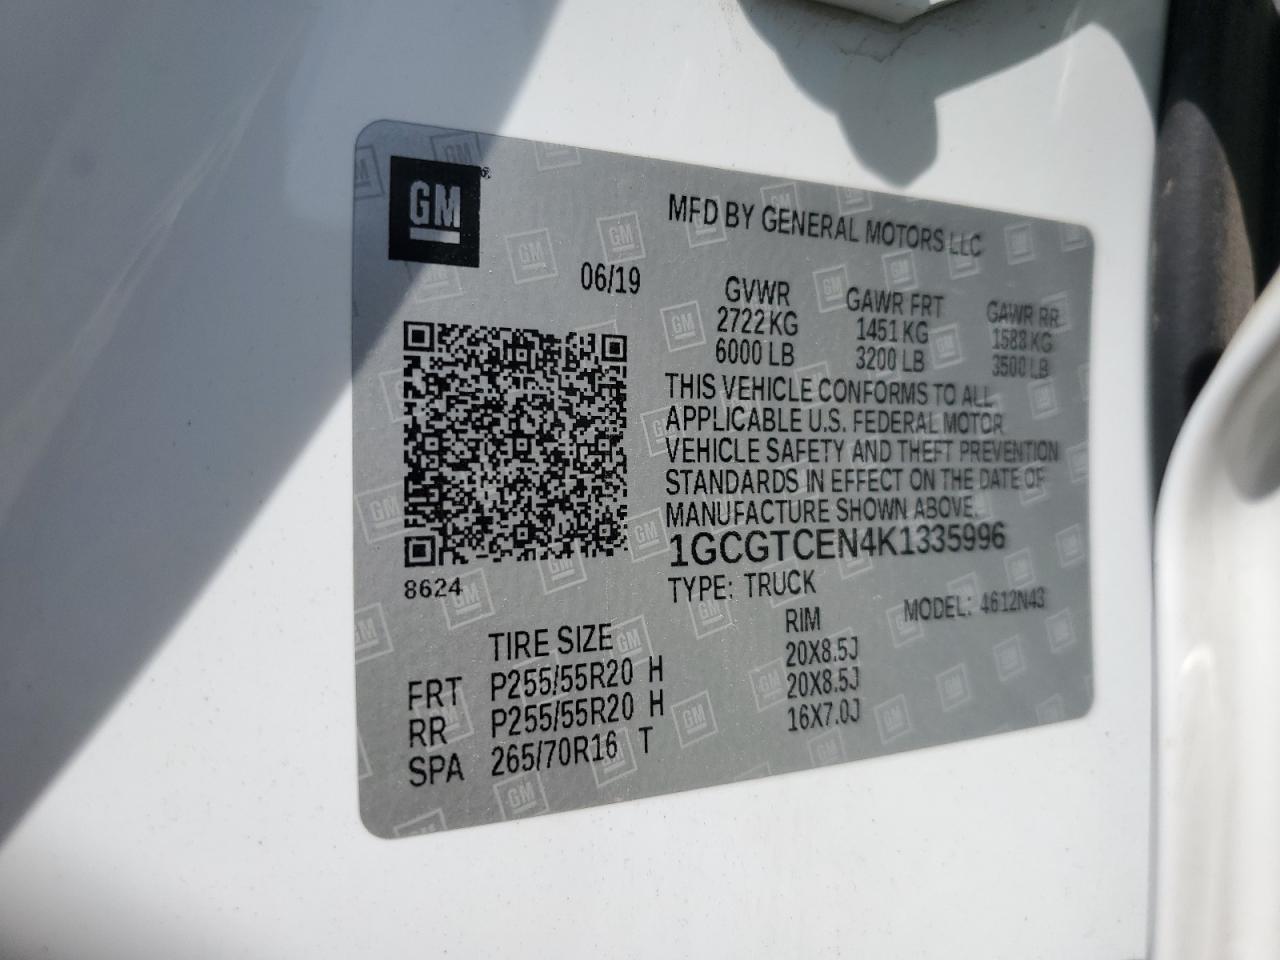 GM
MFD BY GENERAL MOTORS LLC
06/19
GVWR GAWR FRT GAWR RR
2722 KG 1451 KG 1588 KG
6000 LB 3200 LB 3500 LB
THIS VEHICLE CONFORMS TO ALL
APPLICABLE U.S. FEDERAL MOTOR
VEHICLE SAFETY AND THEFT PREVENTION
STANDARDS IN EFFECT ON THE DATE OF
MANUFACTURE SHOWN ABOVE.
1GCGTCEN4K1335996
8624
TYPE: TRUCK MODEL: 4612N43
TIRE SIZE RIM
FRT P255/55R20 H 20X8.5J
RR P255/55R20 H 20X8.5J
SPA 265/70R16 T 16X7.0J